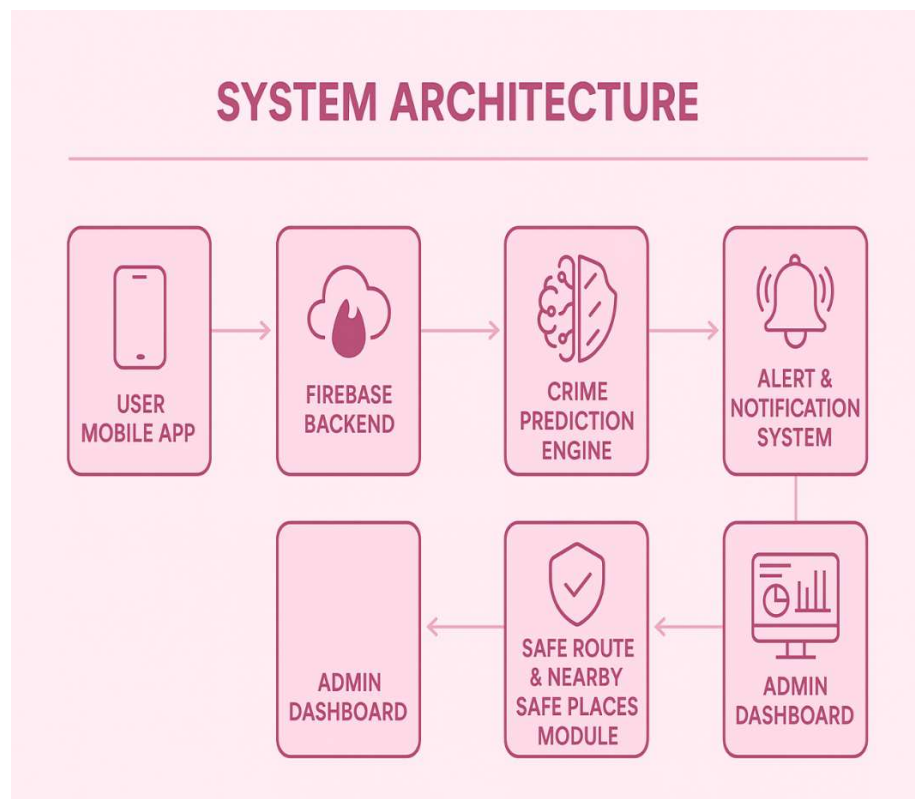 SYSTEM ARCHITECTURE
USER
MOBILE APP
FIREBASE
BACKEND
CRIME
PREDICTION
ENGINE
ALERT &
NOTIFICATION
SYSTEM
ADMIN
DASHBOARD
SAFE ROUTE
& NEARBY
SAFE PLACES
MODULE
ADMIN
DASHBOARD